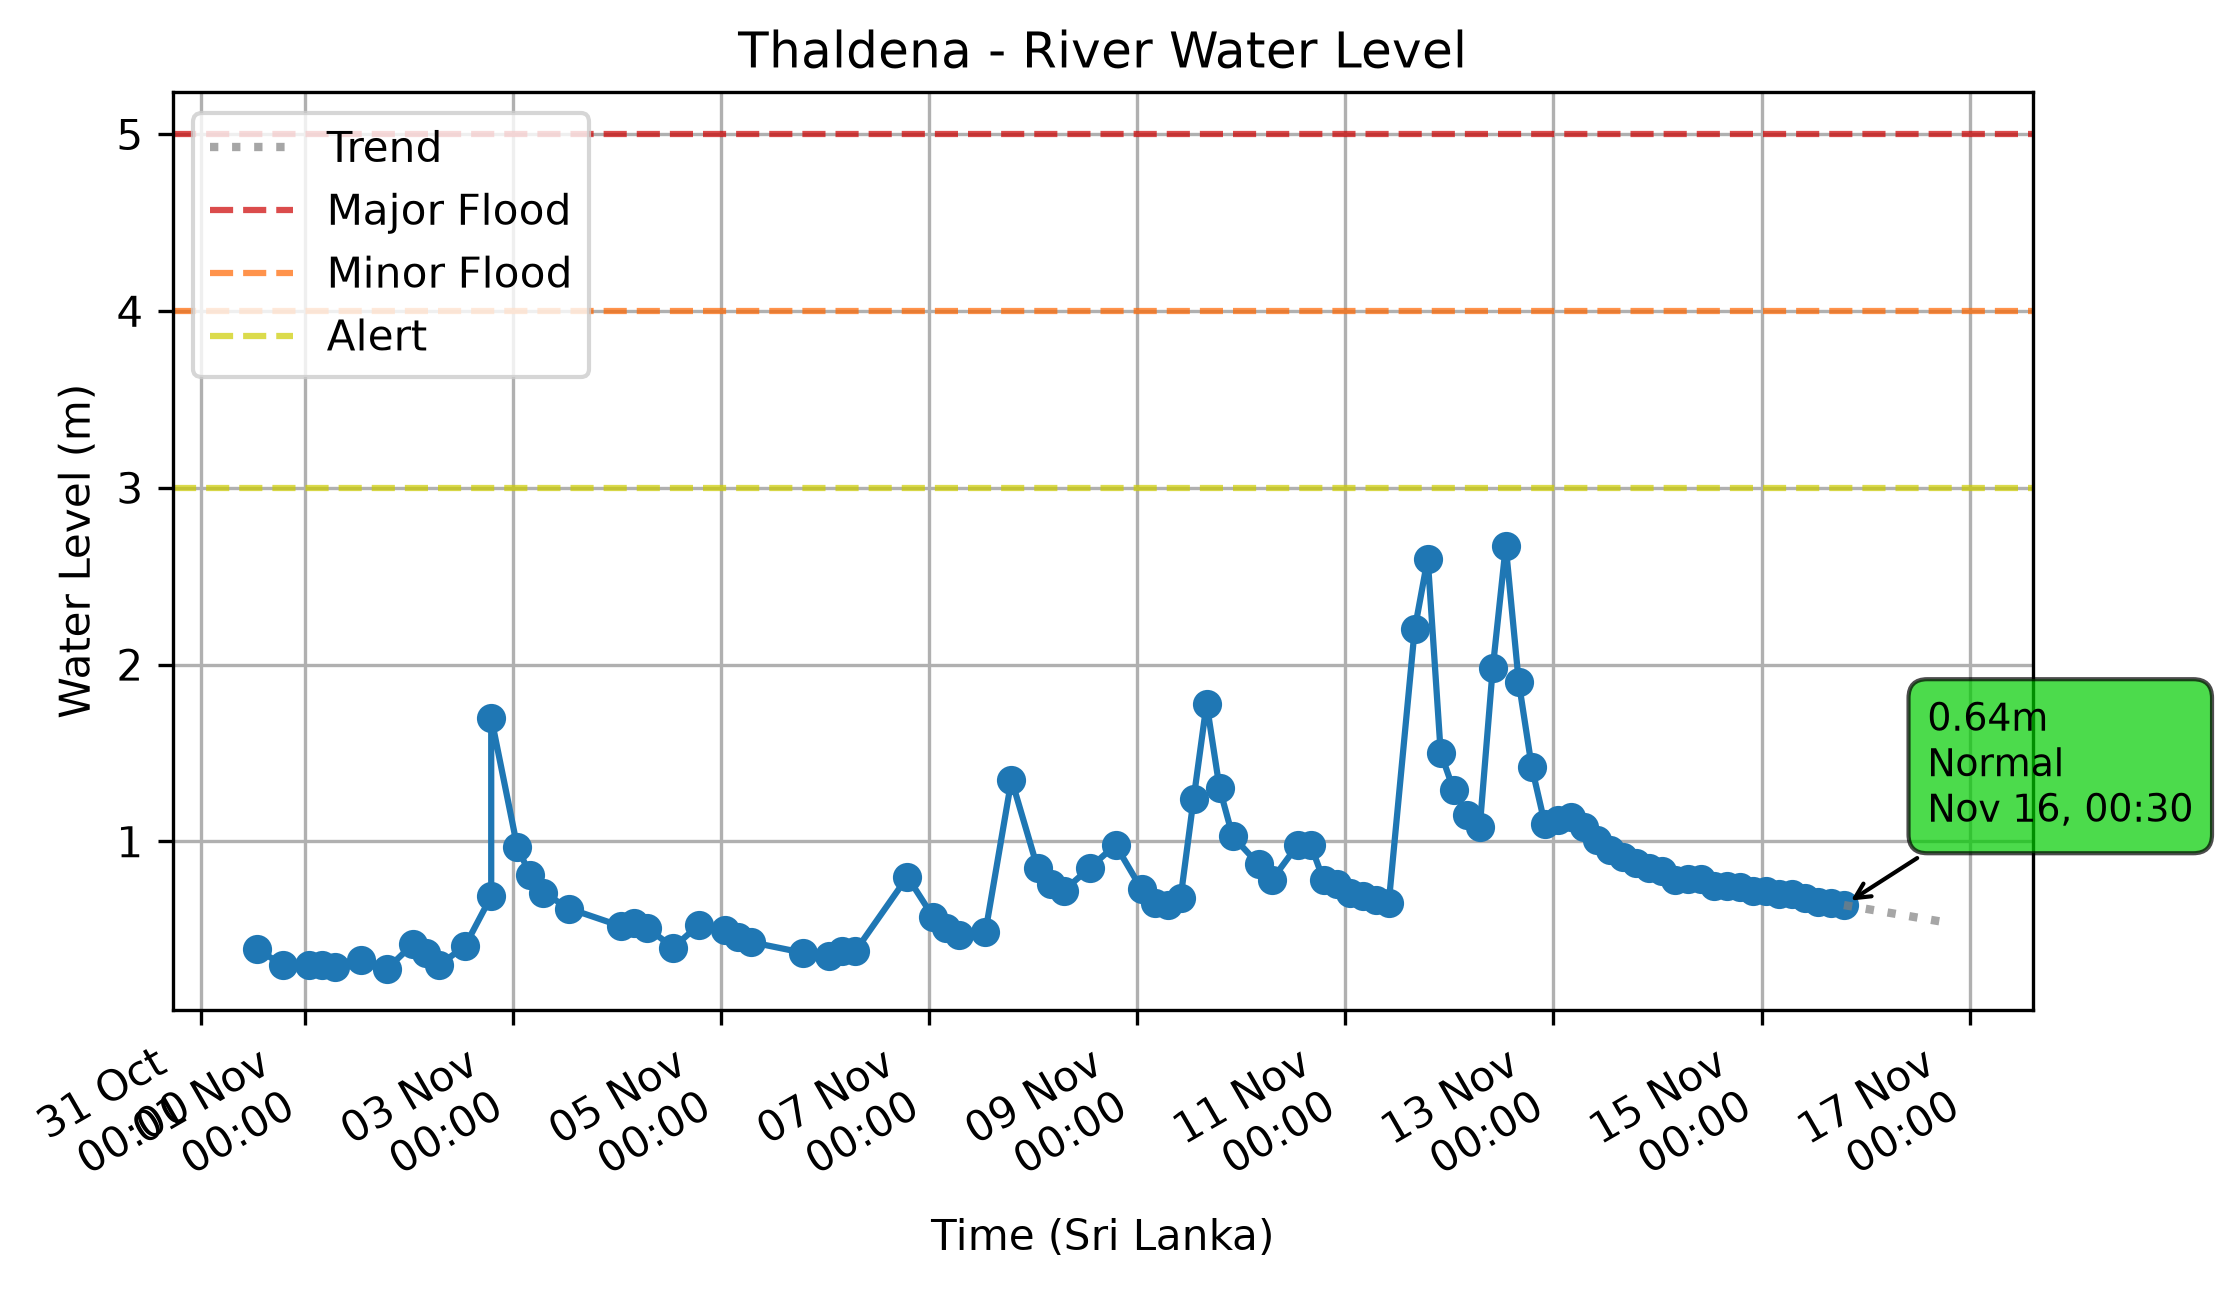 Thaldena - River Water Level
5
4
3
2
1
Water Level (m)
Trend
Major Flood
Minor Flood
Alert
0.64m
Normal
Nov 16, 00:30
31 Oct
00:00
01 Nov
00:00
03 Nov
00:00
05 Nov
00:00
07 Nov
00:00
09 Nov
00:00
11 Nov
00:00
13 Nov
00:00
15 Nov
00:00
17 Nov
00:00
Time (Sri Lanka)